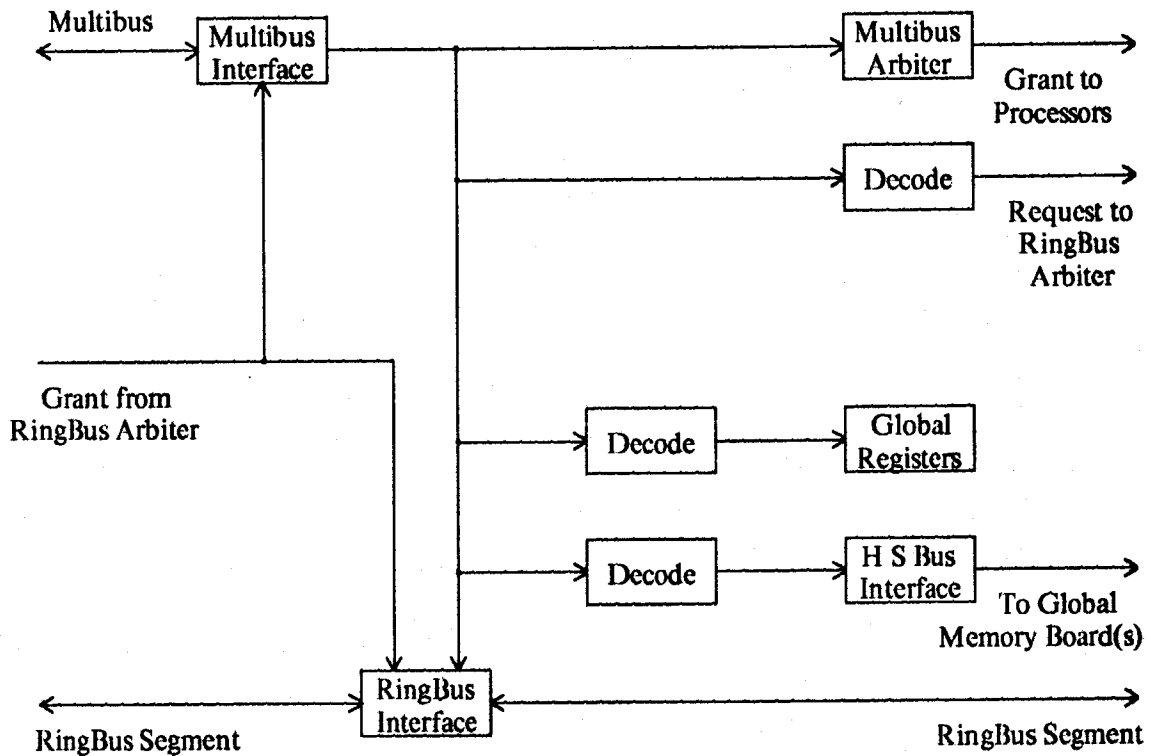 Multibus
Multibus
Interface
Multibus
Arbiter
Grant to
Processors
Decode
Request to
RingBus
Arbiter
Grant from
RingBus Arbiter
Decode
Global
Registers
Decode
H S Bus
Interface
To Global
Memory Board(s)
RingBus
Interface
RingBus Segment
RingBus Segment